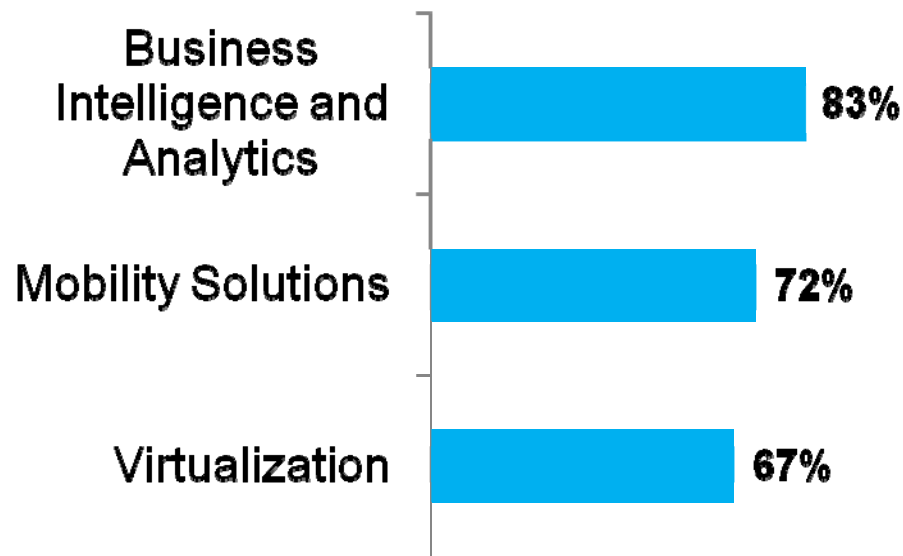 Business
Intelligence and
Analytics
83%
Mobility Solutions
72%
Virtualization
67%